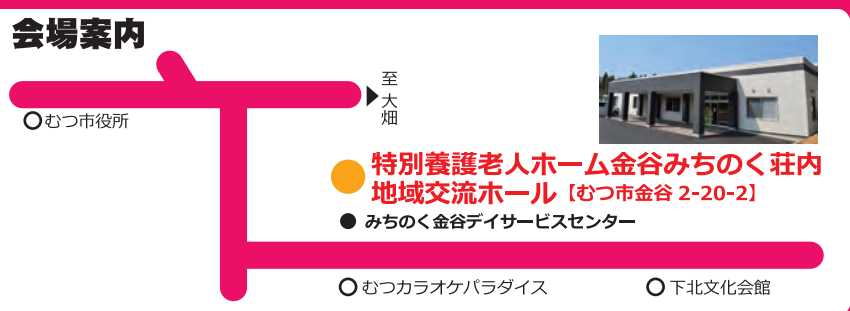 会場案内
至大畑
むつ市役所
特別養護老人ホーム金谷みちのく荘内
地域交流ホール【むつ市金谷 2-20-2】
みちのく金谷デイサービスセンター
むつカラオケパラダイス
下北文化会館